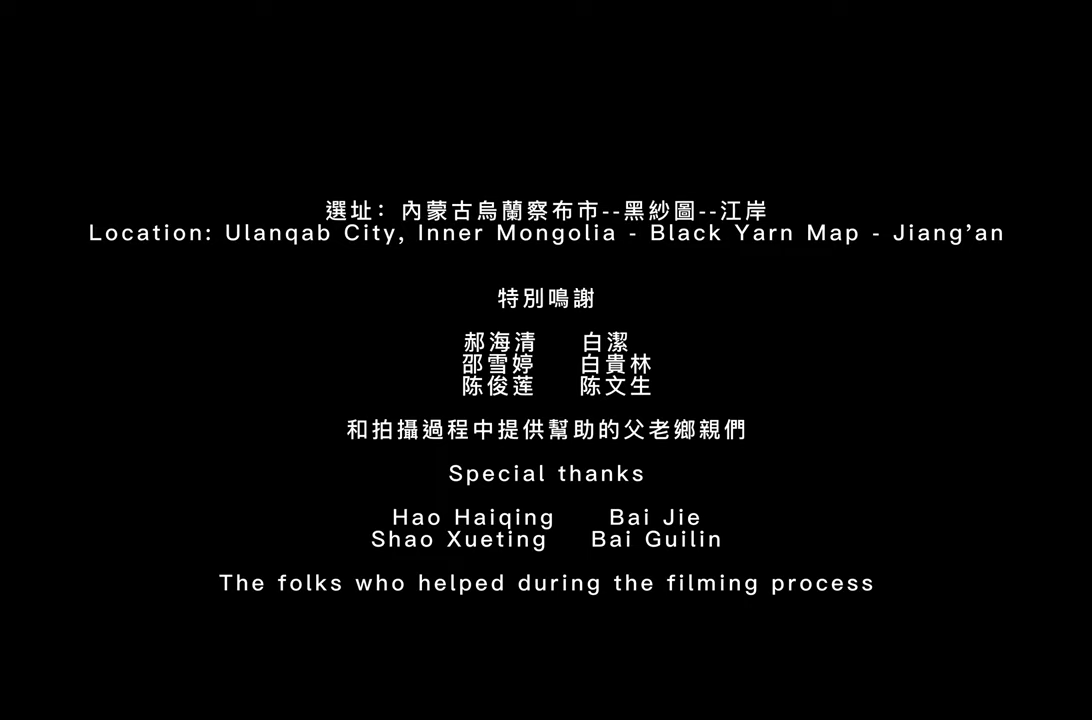 選址：內蒙古烏蘭察布市--黑紗圖--江岸
Location: Ulanqab City, Inner Mongolia - Black Yarn Map - Jiang’an
特別鳴謝
郝海清 白潔
邵雪婷 白貴林
陈俊莲 陈文生
和拍攝過程中提供幫助的父老鄉親們
Special thanks
Hao Haiqing Bai Jie
Shao Xueting Bai Guilin
The folks who helped during the filming process